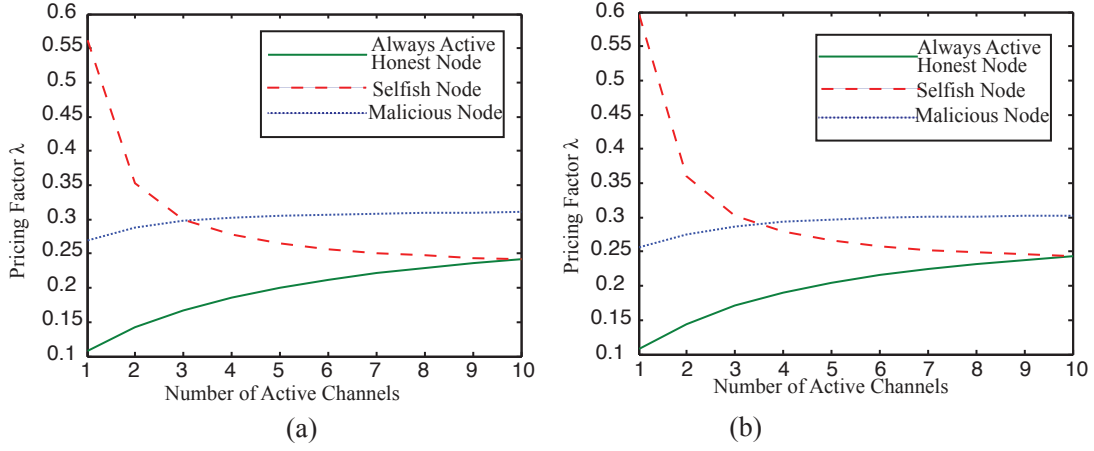 0.6
0.55
0.5
0.45
0.4
0.35
0.3
0.25
0.2
0.15
0.1
Pricing Factor λ
Always Active
Honest Node
Selfish Node
Malicious Node
1 2 3 4 5 6 7 8 9 10
Number of Active Channels
(a)
0.6
0.55
0.5
0.45
0.4
0.35
0.3
0.25
0.2
0.15
0.1
Pricing Factor λ
Always Active
Honest Node
Selfish Node
Malicious Node
1 2 3 4 5 6 7 8 9 10
Number of Active Channels
(b)